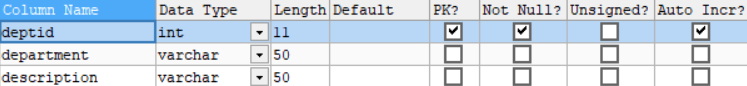 Column Name Data Type Length Default PK? Not Null? Unsigned? Auto Incr?
deptid int 11
department varchar 50
description varchar 50